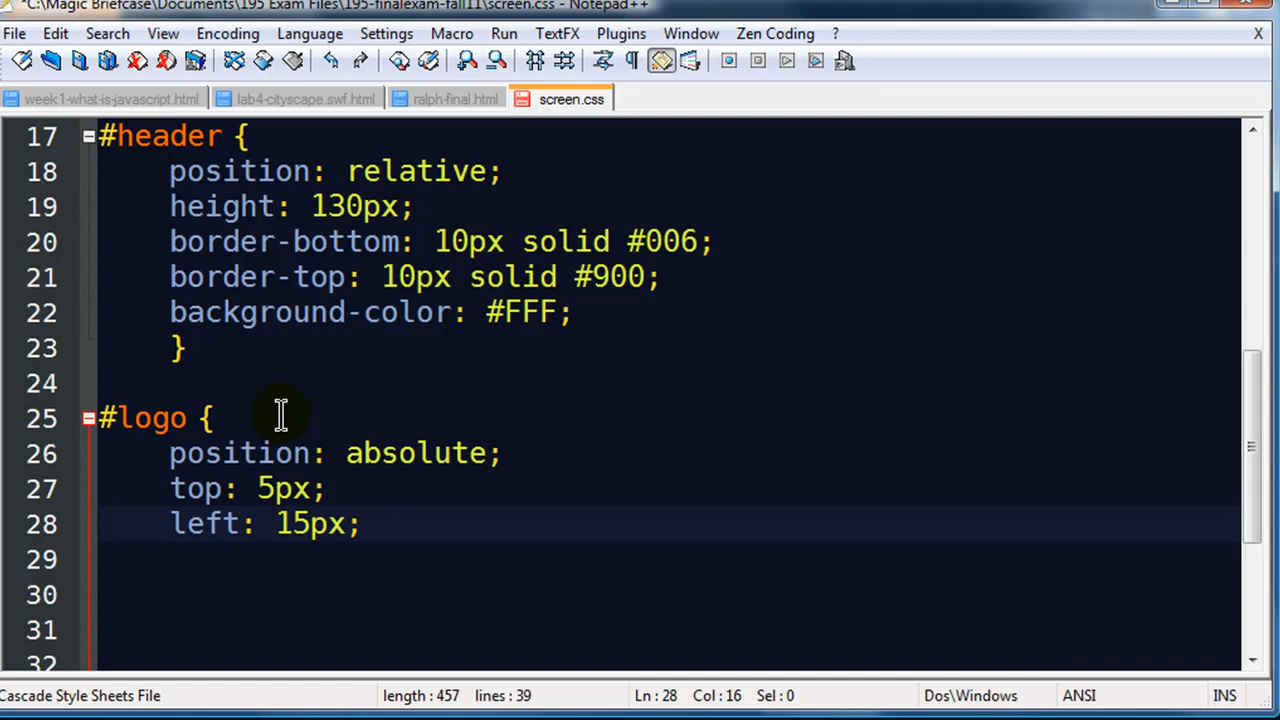 *C:\Magic Briefcase\Documents\195 Exam Files\195-finalexam-fall11\screen.css - Notepad++
File Edit Search View Encoding Language Settings Macro Run TextFX Plugins Window Zen Coding ? X
week1-what-is-javascript.html lab4-cityscape.swf.html ralph-final.html screen.css
17 #header {
18 position: relative;
19 height: 130px;
20 border-bottom: 10px solid #006;
21 border-top: 10px solid #900;
22 background-color: #FFF;
23 }
24
25 #logo {
26 position: absolute;
27 top: 5px;
28 left: 15px;
29
30
31
32
Cascade Style Sheets File length : 457 lines : 39 Ln : 28 Col : 16 Sel : 0 Dos\Windows ANSI INS